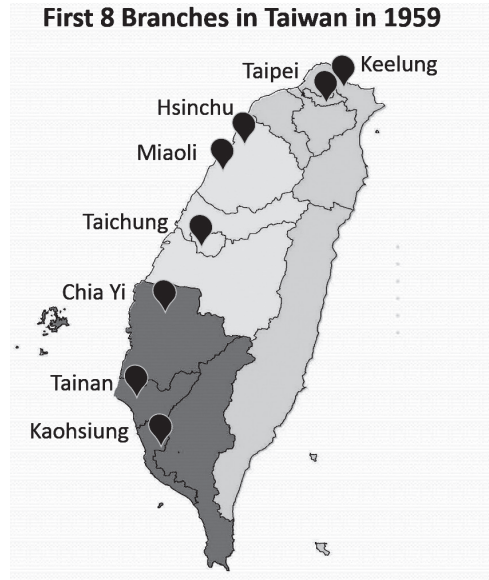 First 8 Branches in Taiwan in 1959
Keelung
Taipei
Hsinchu
Miaoli
Taichung
Chia Yi
Tainan
Kaohsiung